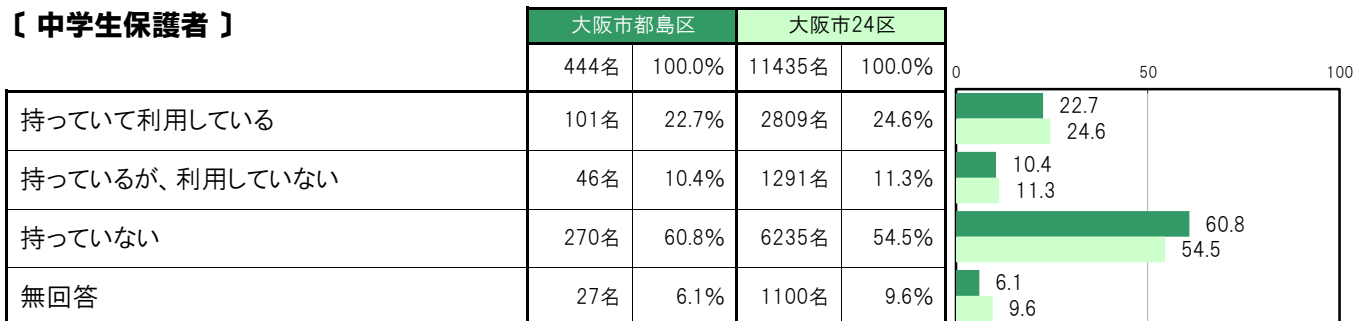 〔 中学生保護者 〕
大阪市都島区 大阪市24区
444名 100.0% 11435名 100.0% 0 50 100
持っていて利用している 101名 22.7% 2809名 24.6% 22.7
24.6
持っているが、利用していない 46名 10.4% 1291名 11.3% 10.4
11.3
持っていない 270名 60.8% 6235名 54.5% 60.8
54.5
無回答 27名 6.1% 1100名 9.6% 6.1
9.6